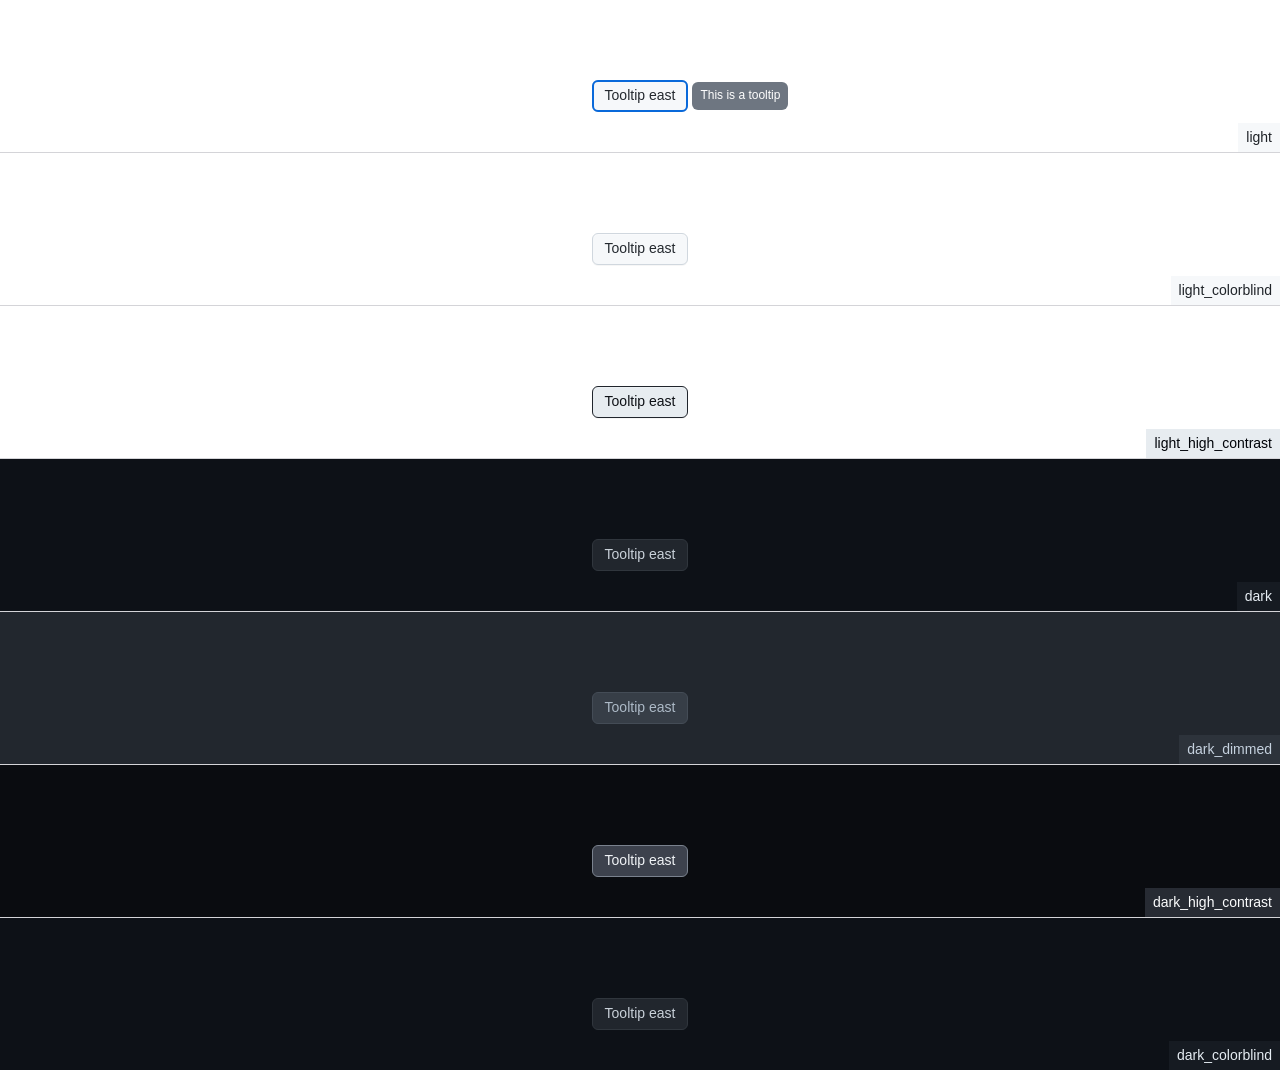 Tooltip east
This is a tooltip
light
Tooltip east
light_colorblind
Tooltip east
light_high_contrast
Tooltip east
dark
Tooltip east
dark_dimmed
Tooltip east
dark_high_contrast
Tooltip east
dark_colorblind